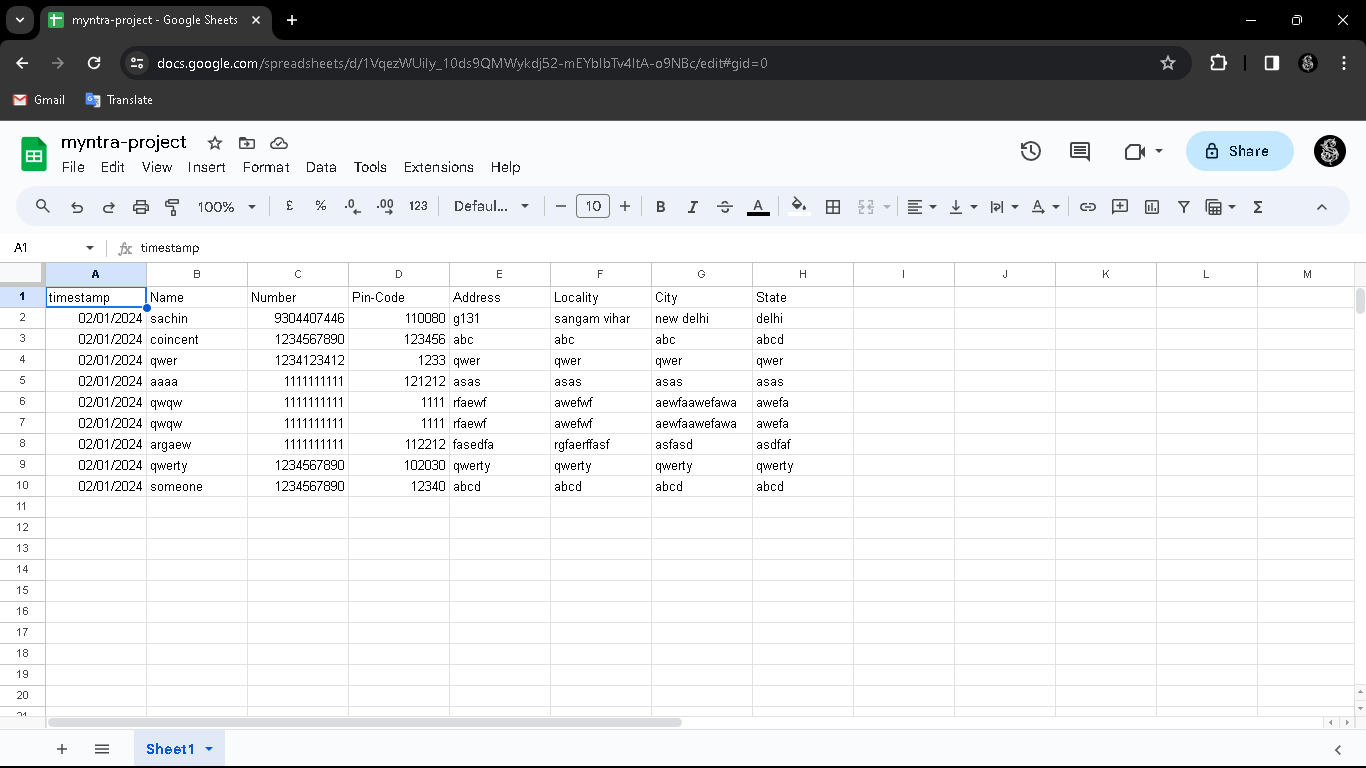 myntra-project - Google Sheets
docs.google.com/spreadsheets/d/1VqezWUiIy_10ds9QMWykdj52-mEYblbTv4ItA-o9NBc/edit#gid=0
Gmail Translate
myntra-project
File Edit View Insert Format Data Tools Extensions Help
Share
100% £ % .0 .00 123 Defaul... 10 B I A
A1 fx timestamp
A B C D E F G H I J K L M
1 timestamp Name Number Pin-Code Address Locality City State
2 02/01/2024 sachin 9304407446 110080 g131 sangam vihar new delhi delhi
3 02/01/2024 coincent 1234567890 123456 abc abc abc abcd
4 02/01/2024 qwer 1234123412 1233 qwer qwer qwer qwer
5 02/01/2024 aaaa 1111111111 121212 asas asas asas asas
6 02/01/2024 qwqw 1111111111 1111 rfaewf awefwf aewfaawefawa awefa
7 02/01/2024 qwqw 1111111111 1111 rfaewf awefwf aewfaawefawa awefa
8 02/01/2024 argaew 1111111111 112212 fasedfa rgfaerffasf asfasd asdfaf
9 02/01/2024 qwerty 1234567890 102030 qwerty qwerty qwerty qwerty
10 02/01/2024 someone 1234567890 12340 abcd abcd abcd abcd
11
12
13
14
15
16
17
18
19
20
21
Sheet1